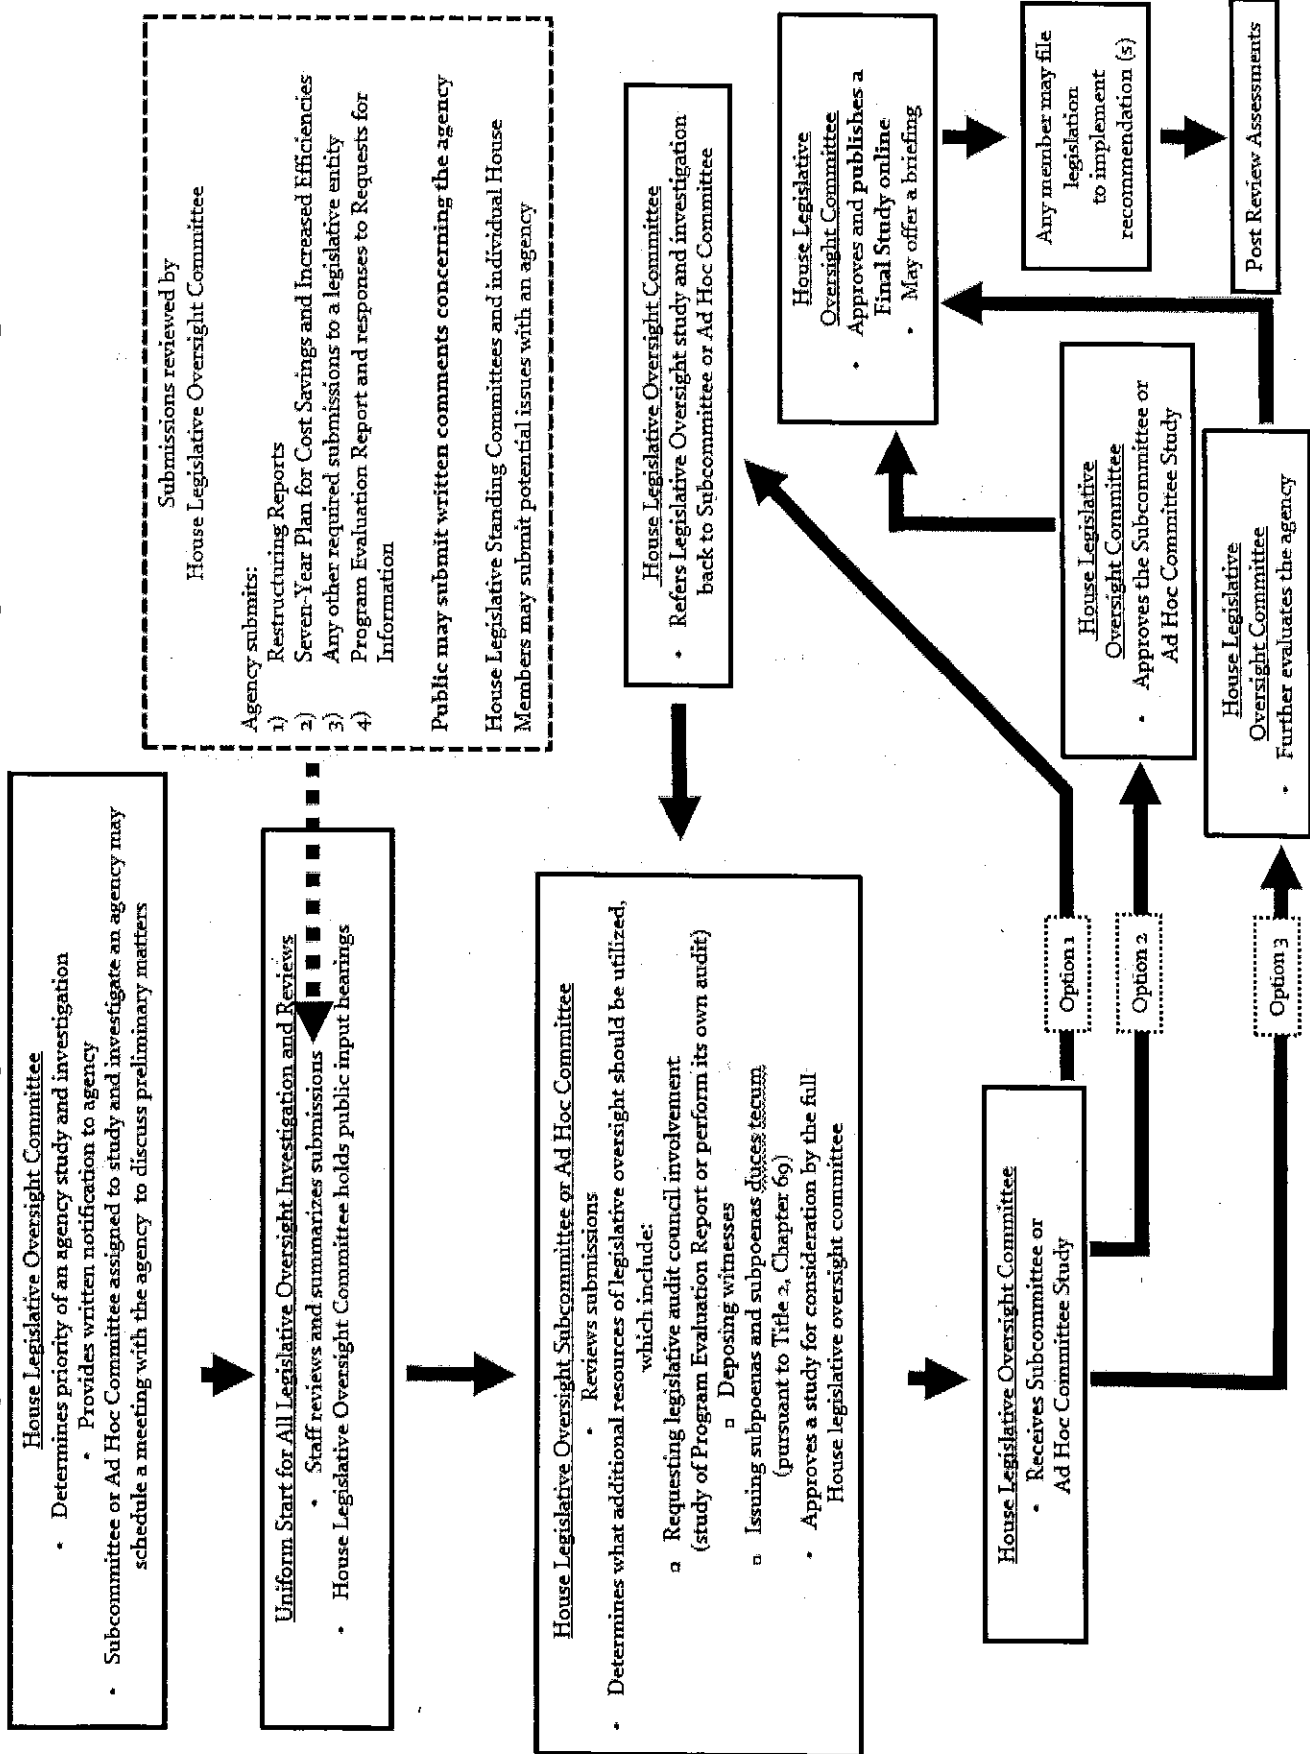 House Legislative Oversight Committee
• Determines priority of an agency study and investigation
• Provides written notification to agency
• Subcommittee or Ad Hoc Committee assigned to study and investigate an agency may
schedule a meeting with the agency to discuss preliminary matters
Submissions reviewed by
House Legislative Oversight Committee
Agency submits:
1) Restructuring Reports
2) Seven-Year Plan for Cost Savings and Increased Efficiencies
3) Any other required submissions to a legislative entity
4) Program Evaluation Report and responses to Requests for
Information
Public may submit written comments concerning the agency
House Legislative Standing Committees and individual House
Members may submit potential issues with an agency
Uniform Start for All Legislative Oversight Investigation and Reviews
• Staff reviews and summarizes submissions
• House Legislative Oversight Committee holds public input hearings
House Legislative Oversight Subcommittee or Ad Hoc Committee
• Reviews submissions
• Determines what additional resources of legislative oversight should be utilized,
which include:
▫ Requesting legislative audit council involvement
(study of Program Evaluation Report or perform its own audit)
▫ Deposing witnesses
▫ Issuing subpoenas and subpoenas duces tecum
(pursuant to Title 2, Chapter 69)
• Approves a study for consideration by the full
House legislative oversight committee
House Legislative Oversight Committee
• Refers Legislative Oversight study and investigation
back to Subcommittee or Ad Hoc Committee
House Legislative Oversight Committee
• Receives Subcommittee or
Ad Hoc Committee Study
Option 1
Option 2
Option 3
House Legislative
Oversight Committee
• Approves the Subcommittee or
Ad Hoc Committee Study
House Legislative
Oversight Committee
• Further evaluates the agency
House Legislative
Oversight Committee
• Approves and publishes a
Final Study online
• May offer a briefing
Any member may file
legislation
to implement
recommendation (s)
Post Review Assessments